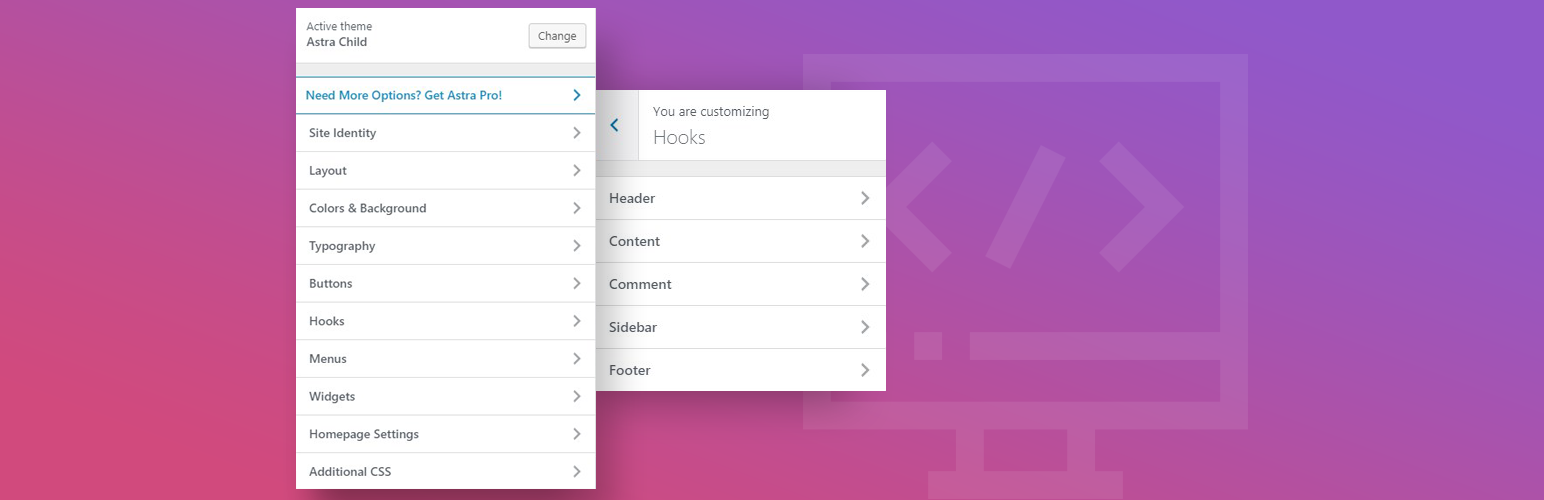 Active theme
Astra Child
Change
Need More Options? Get Astra Pro!
Site Identity
Layout
Colors & Background
Typography
Buttons
Hooks
Menus
Widgets
Homepage Settings
Additional CSS
You are customizing
Hooks
Header
Content
Comment
Sidebar
Footer